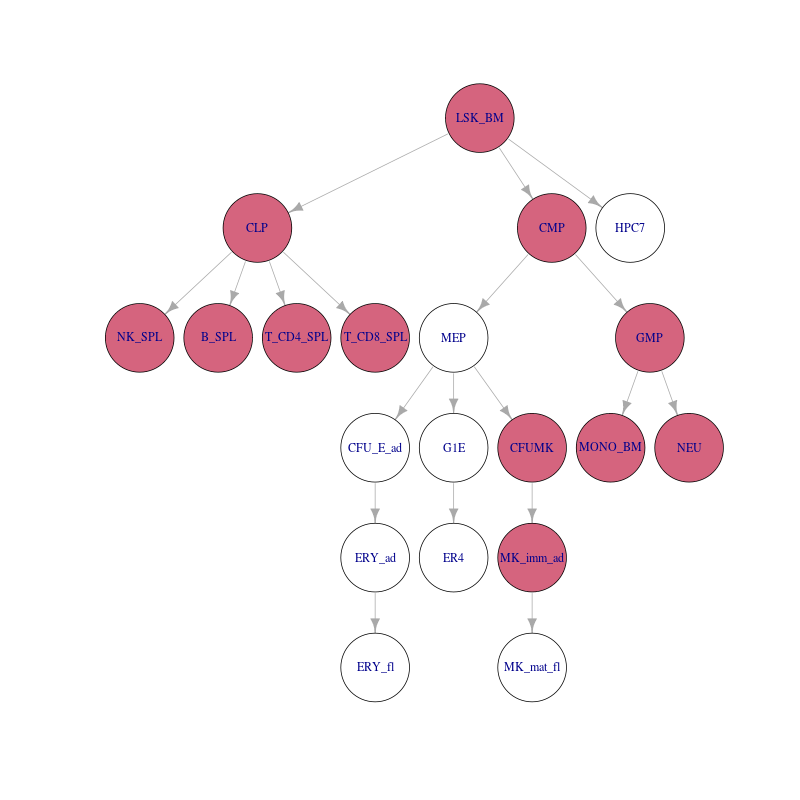 LSK_BM
CLP
CMP
HPC7
NK_SPL
B_SPL
T_CD4_SPL
T_CD8_SPL
MEP
GMP
CFU_E_ad
G1E
CFUMK
MONO_BM
NEU
ERY_ad
ER4
MK_imm_ad
ERY_fl
MK_mat_fl